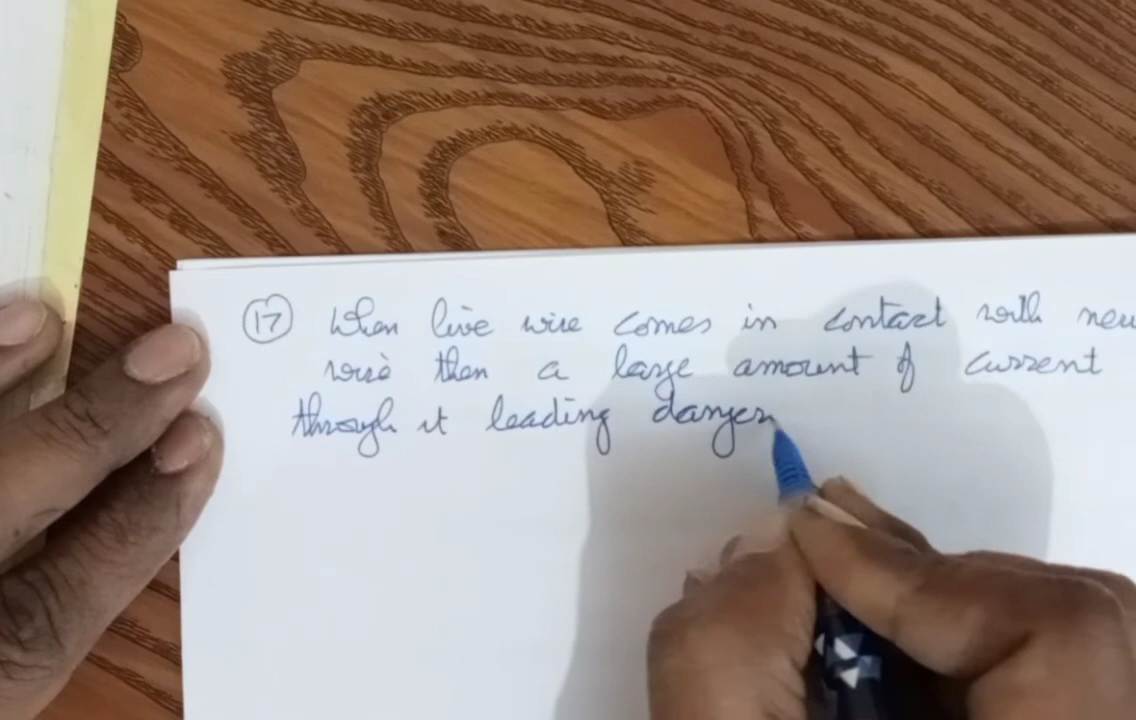 17 When live wire comes in contact with neu
wire then a large amount of current
through it leading danger